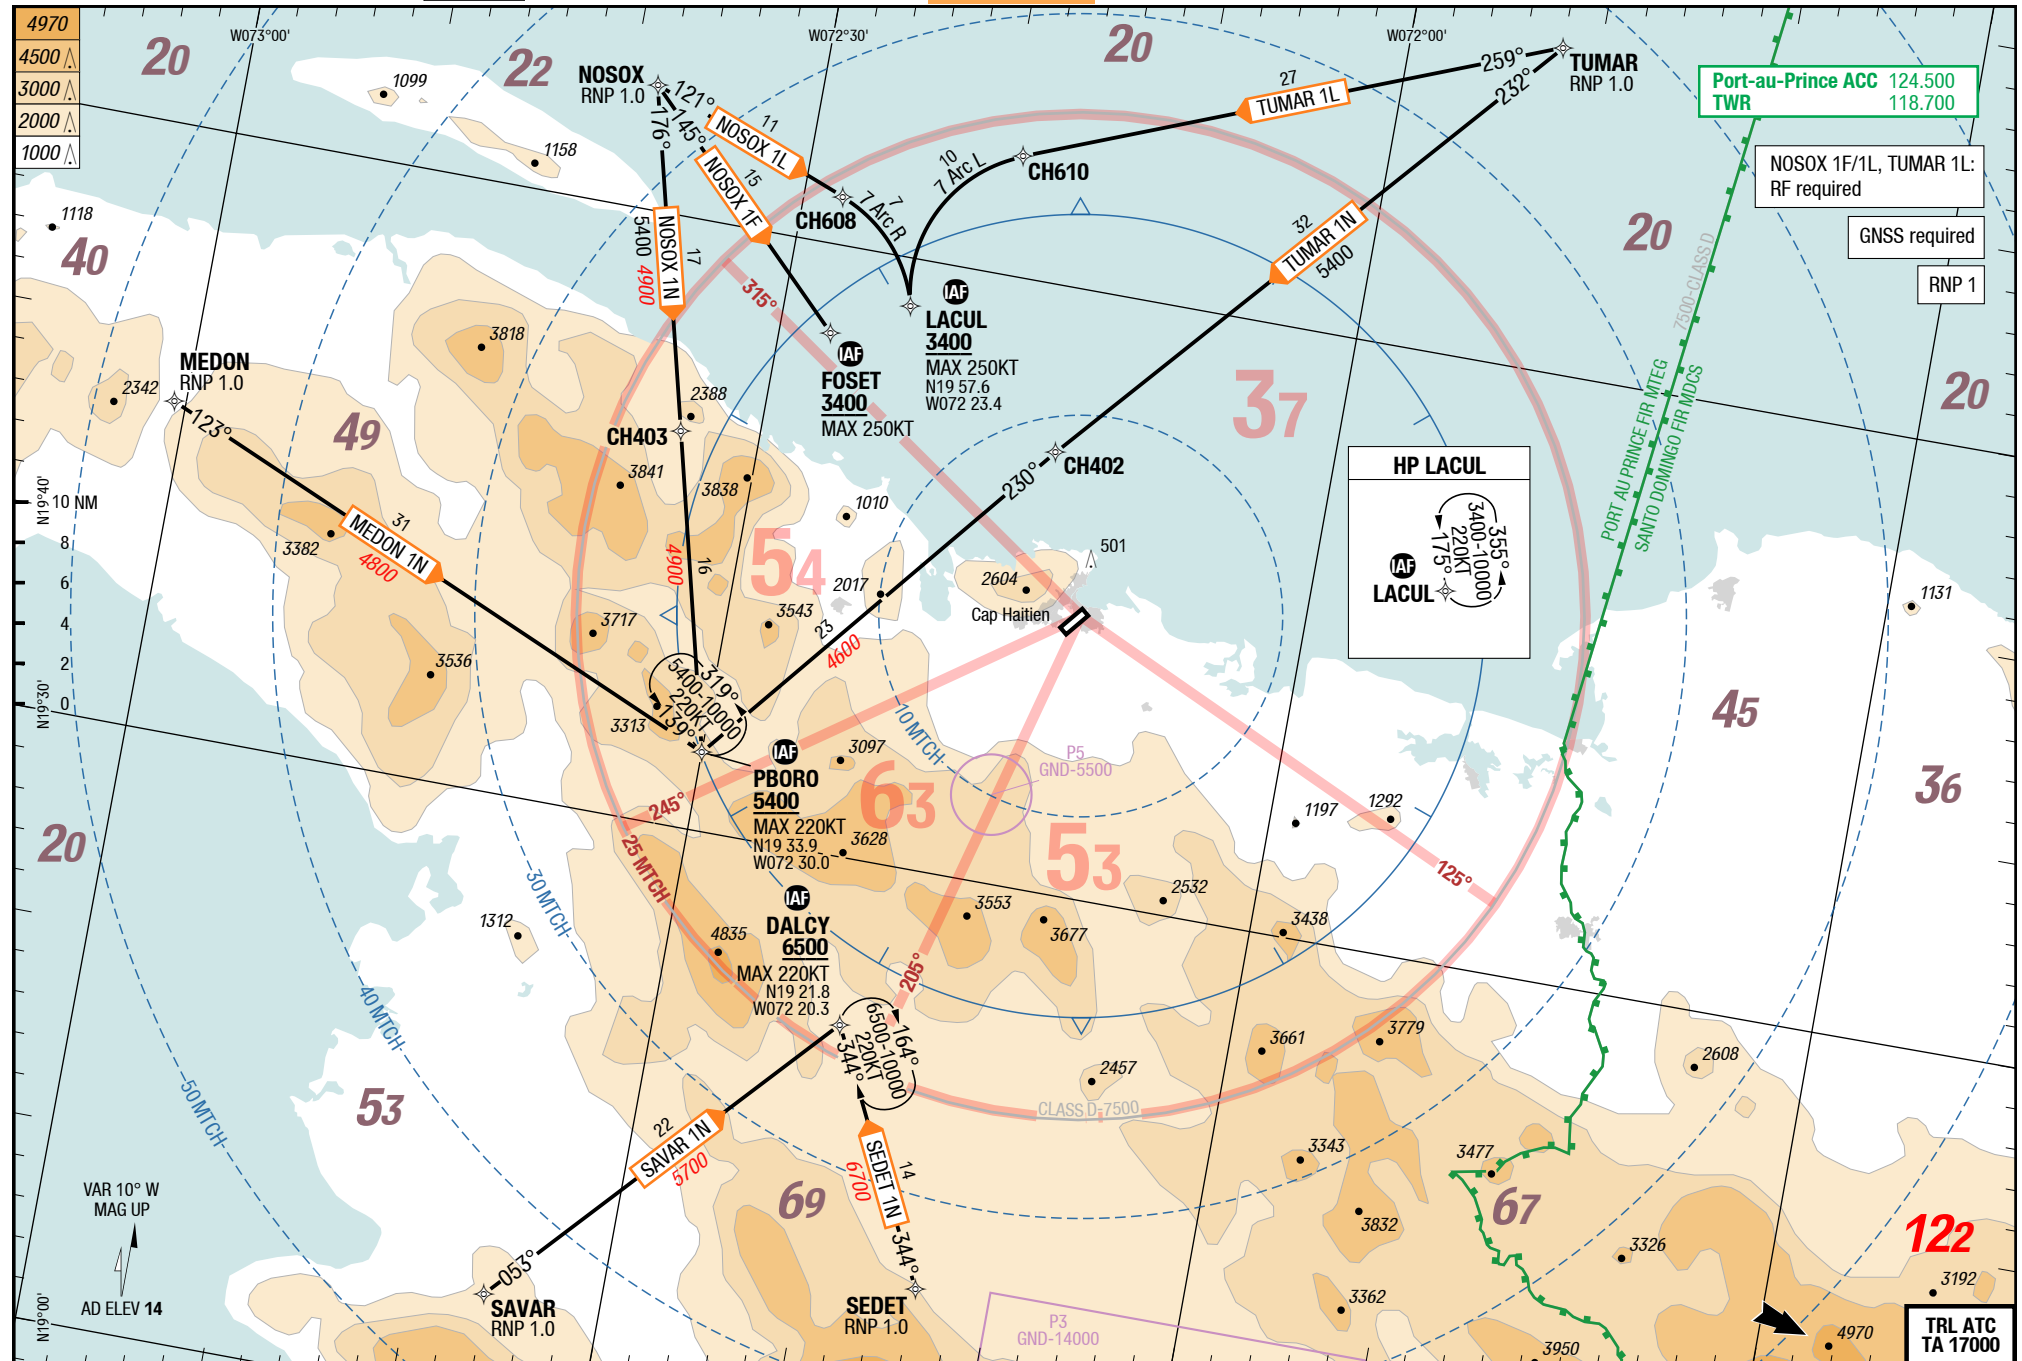 4970
4500
3000
2000
1000
20
W073°00'
22
1099
1158
1118
40
NOSOX
RNP 1.0
121°
145°
176°
11
NOSOX 1L
15
NOSOX 1F
17
NOSOX 1N
5400
4900
W072°30'
20
W072°00'
259°
232°
TUMAR
RNP 1.0
27
TUMAR 1L
Port-au-Prince ACC 124.500
TWR 118.700
NOSOX 1F/1L, TUMAR 1L:
RF required
GNSS required
RNP 1
10
7 Arc L
CH610
CH608
7
7 Arc R
32
TUMAR 1N
5400
20
7500-CLASS D
315°
IAF
LACUL
3400
MAX 250KT
N19 57.6
W072 23.4
IAF
FOSET
3400
MAX 250KT
37
PORT AU PRINCE FIR MTEG
SANTO DOMINGO FIR MDCS
20
3818
MEDON
RNP 1.0
2342
123°
49
2388
CH403
3841
3838
1010
CH402
230°
HP LACUL
355°
3400-10000
220KT
175°
IAF
LACUL
N19°40'
10 NM
8
6
4
2
0
N19°30'
31
MEDON 1N
4800
3382
4900
16
54
2017
2604
501
Cap Haitien
3717
3543
23
4600
3536
3313
319°
5400-10000
220KT
139°
1131
45
36
10 MTCH
IAF
PBORO
5400
MAX 220KT
N19 33.9
W072 30.0
3097
63
3628
P5
GND-5500
53
1197
1292
125°
245°
25 MTCH
20
30 MTCH
1312
4835
IAF
DALCY
6500
MAX 220KT
N19 21.8
W072 20.3
3553
3677
2532
3438
205°
40 MTCH
164°
6500-10000
220KT
344°
3661
3779
2457
2608
CLASS D-7500
50 MTCH
53
22
SAVAR 1N
5700
14
SEDET 1N
6700
344°
69
3343
3477
67
3832
3326
122
3192
3362
3950
4970
VAR 10° W
MAG UP
AD ELEV 14
N19°00'
053°
SAVAR
RNP 1.0
SEDET
RNP 1.0
P3
GND-14000
TRL ATC
TA 17000